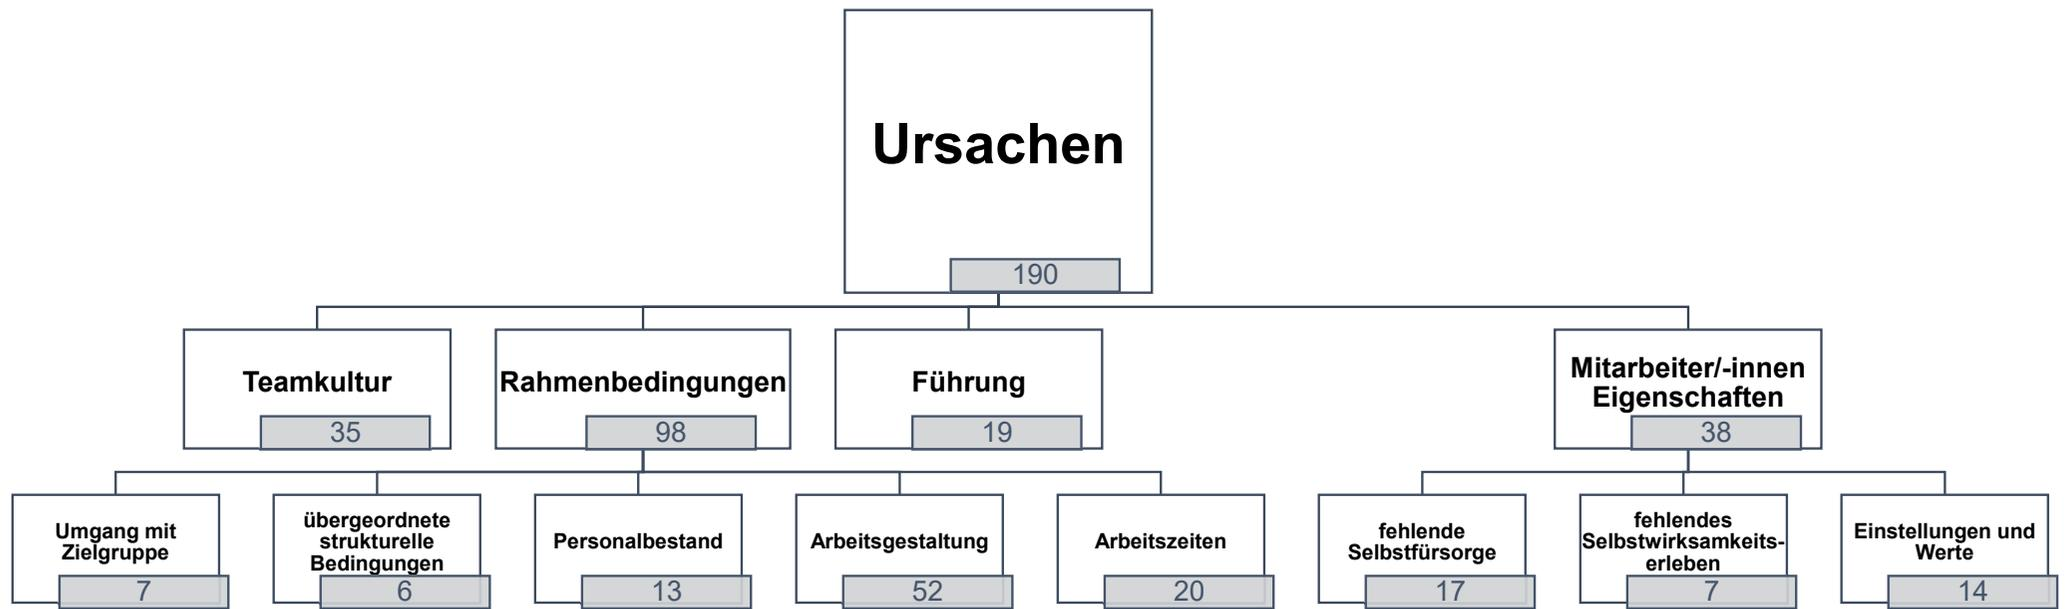 Ursachen
190
Teamkultur
35
Rahmenbedingungen
98
Führung
19
Mitarbeiter/-innen
Eigenschaften
38
Umgang mit
Zielgruppe
7
übergeordnete
strukturelle
Bedingungen
6
Personalbestand
13
Arbeitsgestaltung
52
Arbeitszeiten
20
fehlende
Selbstfürsorge
17
fehlendes
Selbstwirksamkeits-
erleben
7
Einstellungen und
Werte
14